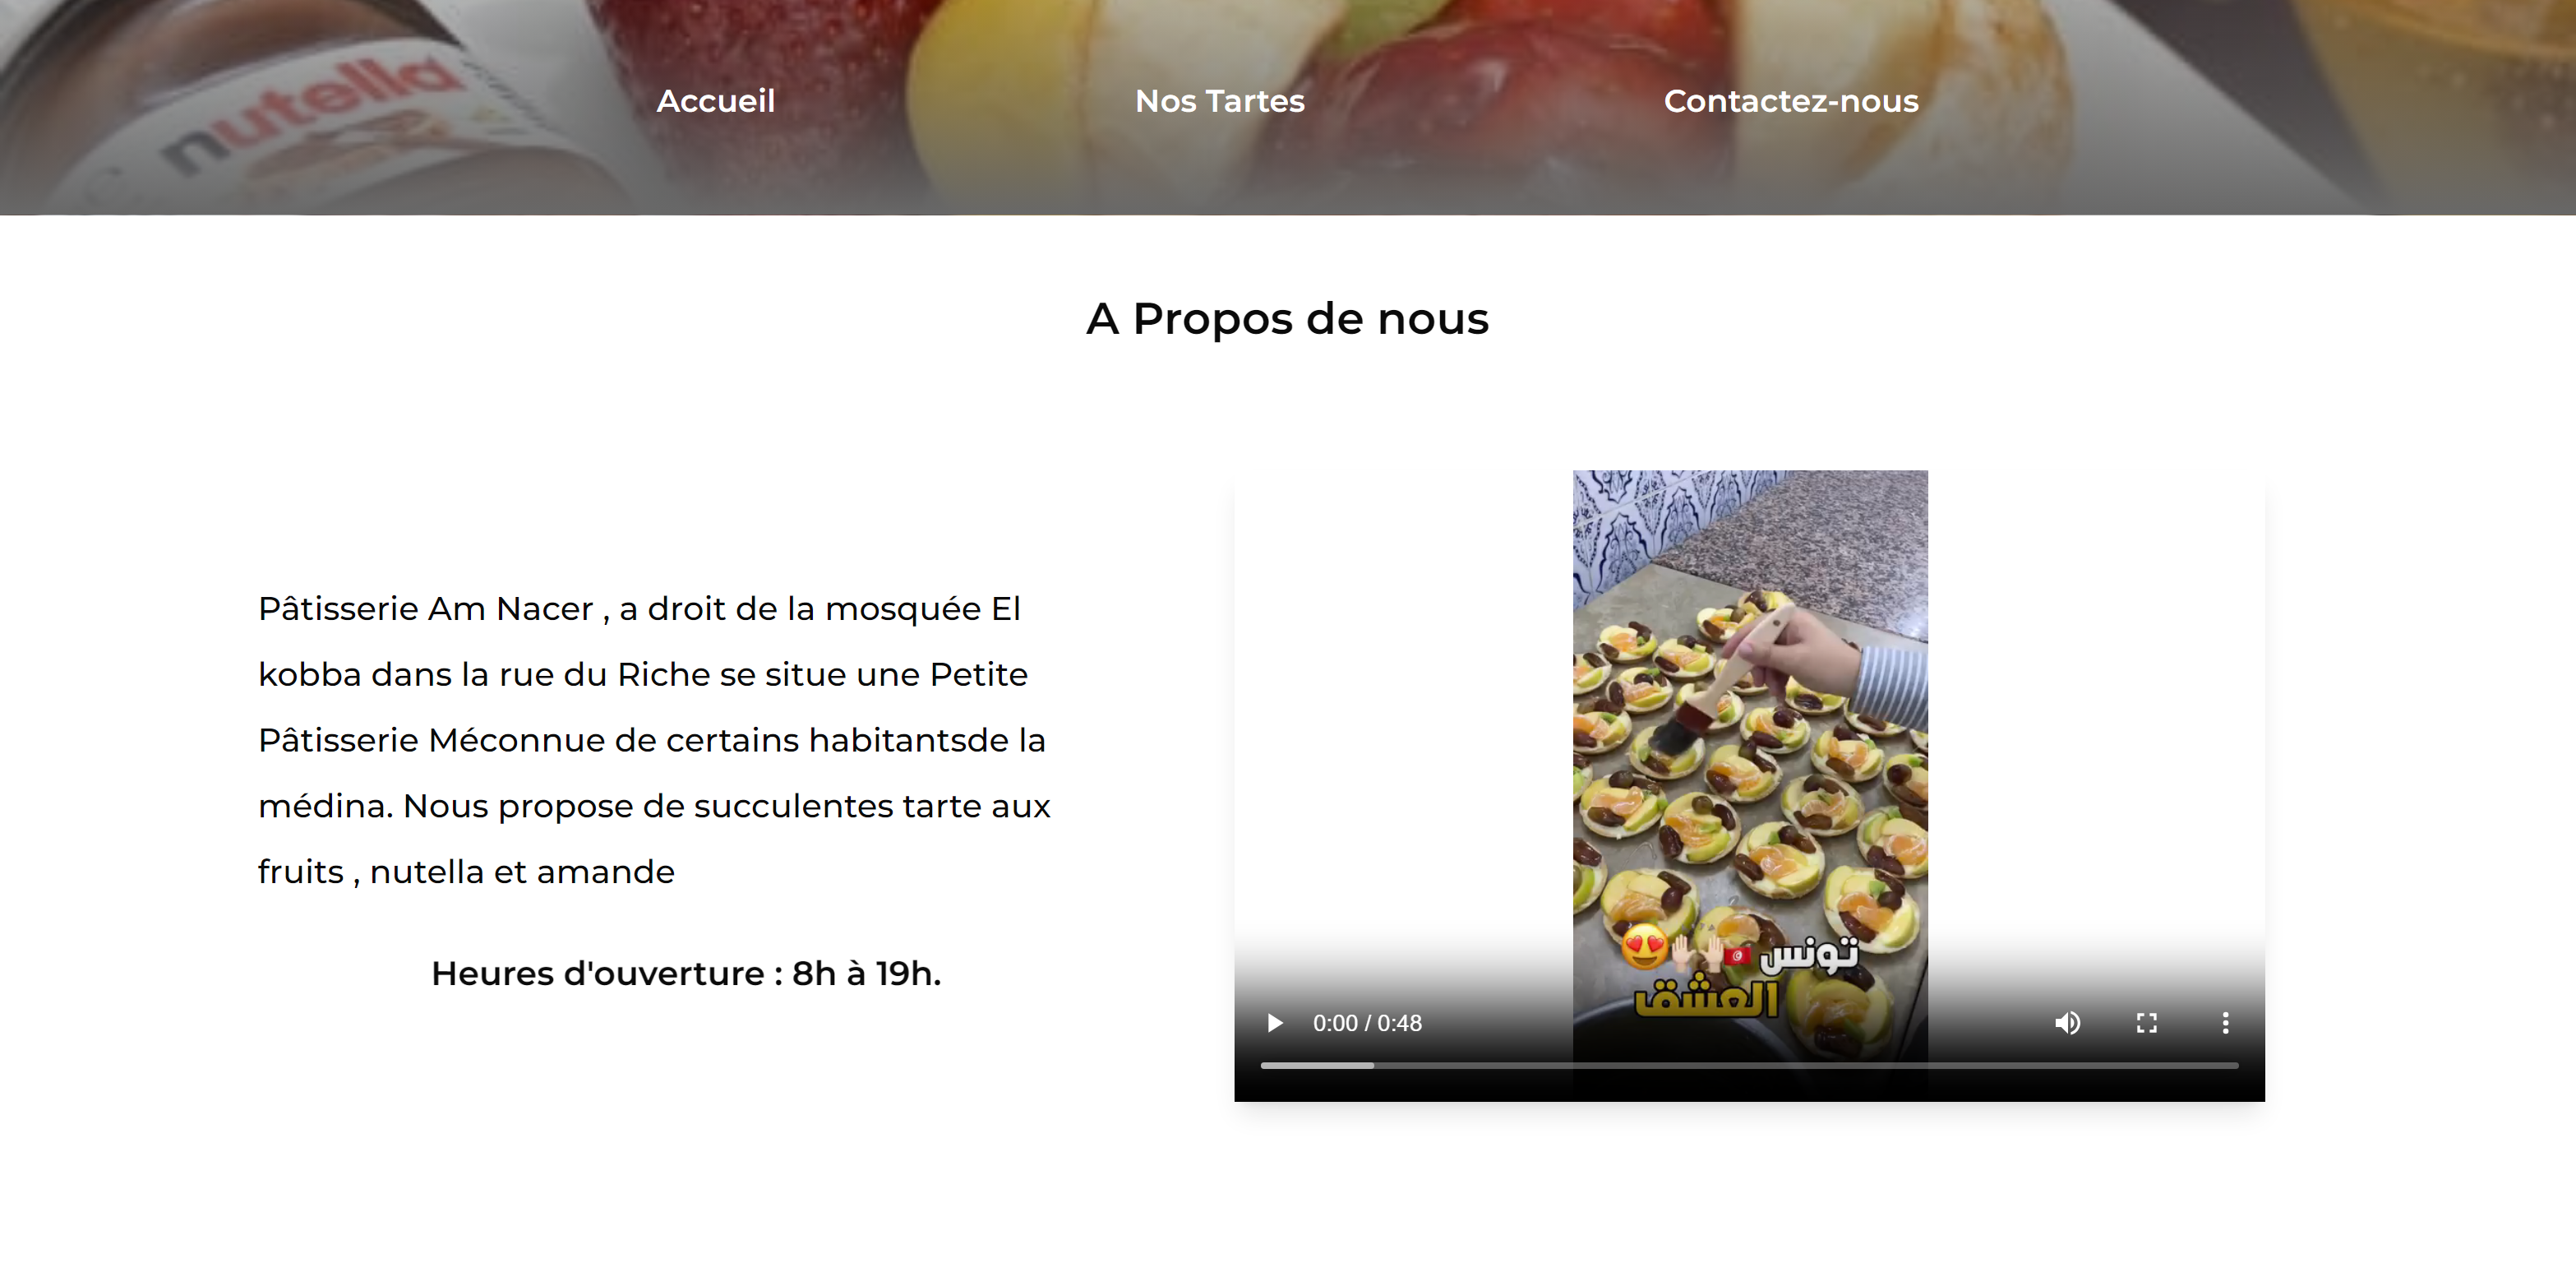 nutella
Accueil
Nos Tartes
Contactez-nous
A Propos de nous
Pâtisserie Am Nacer , a droit de la mosquée El
kobba dans la rue du Riche se situe une Petite
Pâtisserie Méconnue de certains habitantsde la
médina. Nous propose de succulentes tarte aux
fruits , nutella et amande
Heures d'ouverture : 8h à 19h.
تونس 🇹🇳🙌🏻😍
العشق
0:00 / 0:48